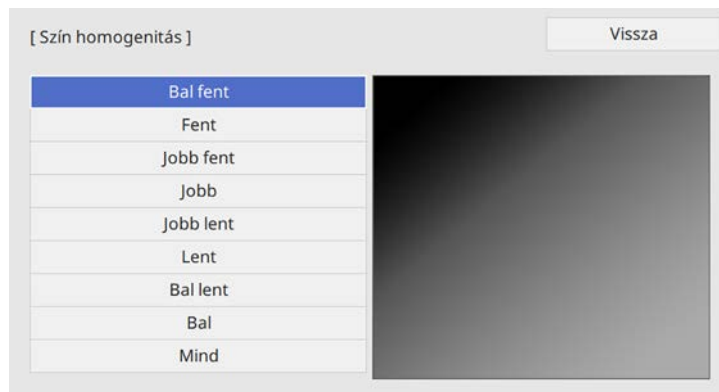 [ Szín homogenitás ]
Vissza
Bal fent
Fent
Jobb fent
Jobb
Jobb lent
Lent
Bal lent
Bal
Mind